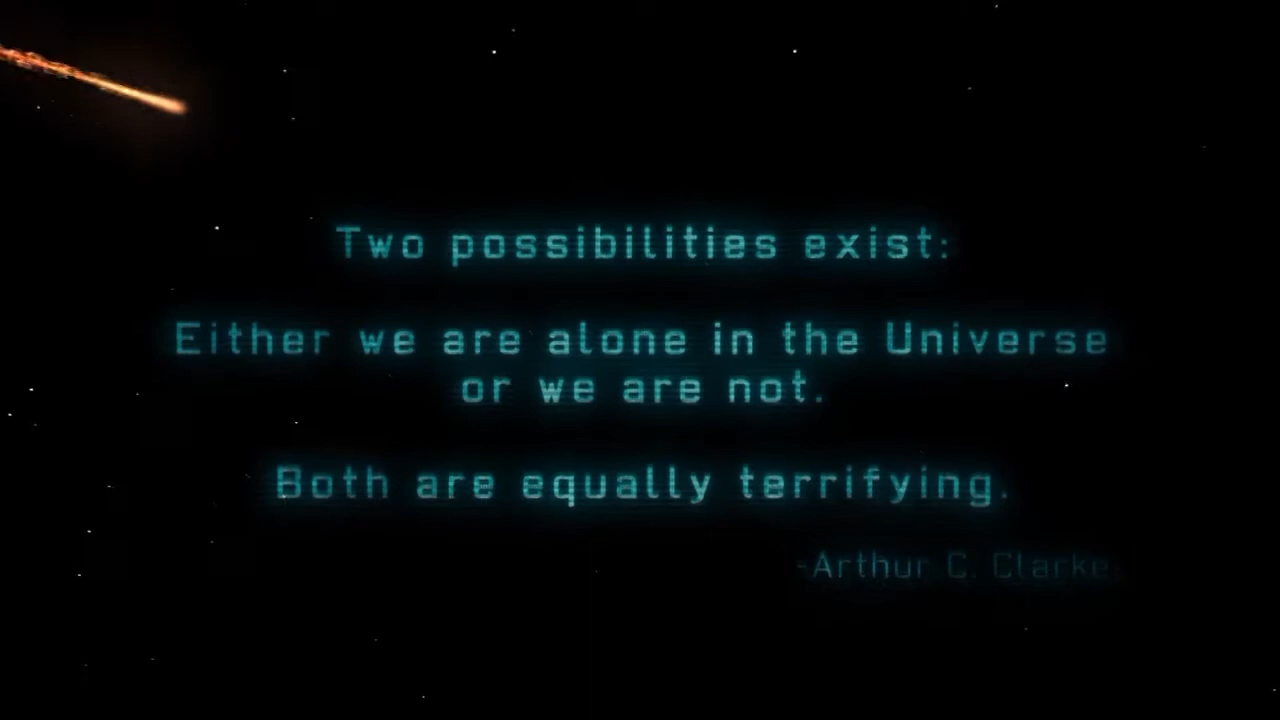 Two possibilities exist:
Either we are alone in the Universe
or we are not.
Both are equally terrifying.
-Arthur C. Clarke